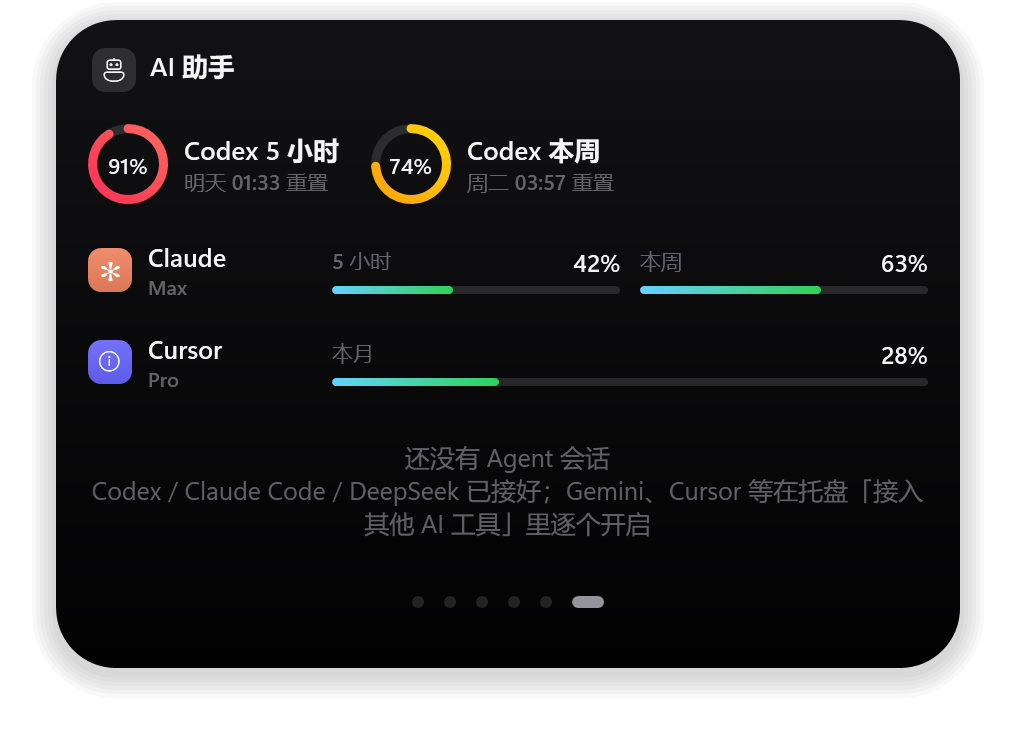 AI 助手
91%
Codex 5 小时
明天 01:33 重置
74%
Codex 本周
周二 03:57 重置
Claude
Max
5 小时
42%
本周
63%
Cursor
Pro
本月
28%
还没有 Agent 会话
Codex / Claude Code / DeepSeek 已接好；Gemini、Cursor 等在托盘「接入
其他 AI 工具」里逐个开启